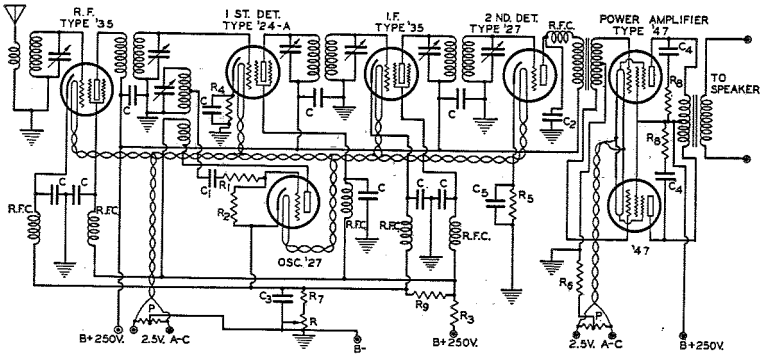 R.F.
TYPE '35
1 ST. DET.
TYPE '24-A
I.F.
TYPE '35
2 ND. DET.
TYPE '27
R.F.C.
POWER AMPLIFIER
TYPE '47
C4
R8
TO
SPEAKER
R4
C
C
C
C
C
C2
R8
C4
C1
R1
R2
C
C
C
C
C
C5
R5
R.F.C.
R.F.C.
R.F.C.
R.F.C.
R.F.C.
OSC. '27
'47
C3
R7
R
R9
R3
R6
P
P
B+250V.
2.5V. A-C
B-
B+250V.
2.5V. A-C
B+250V.